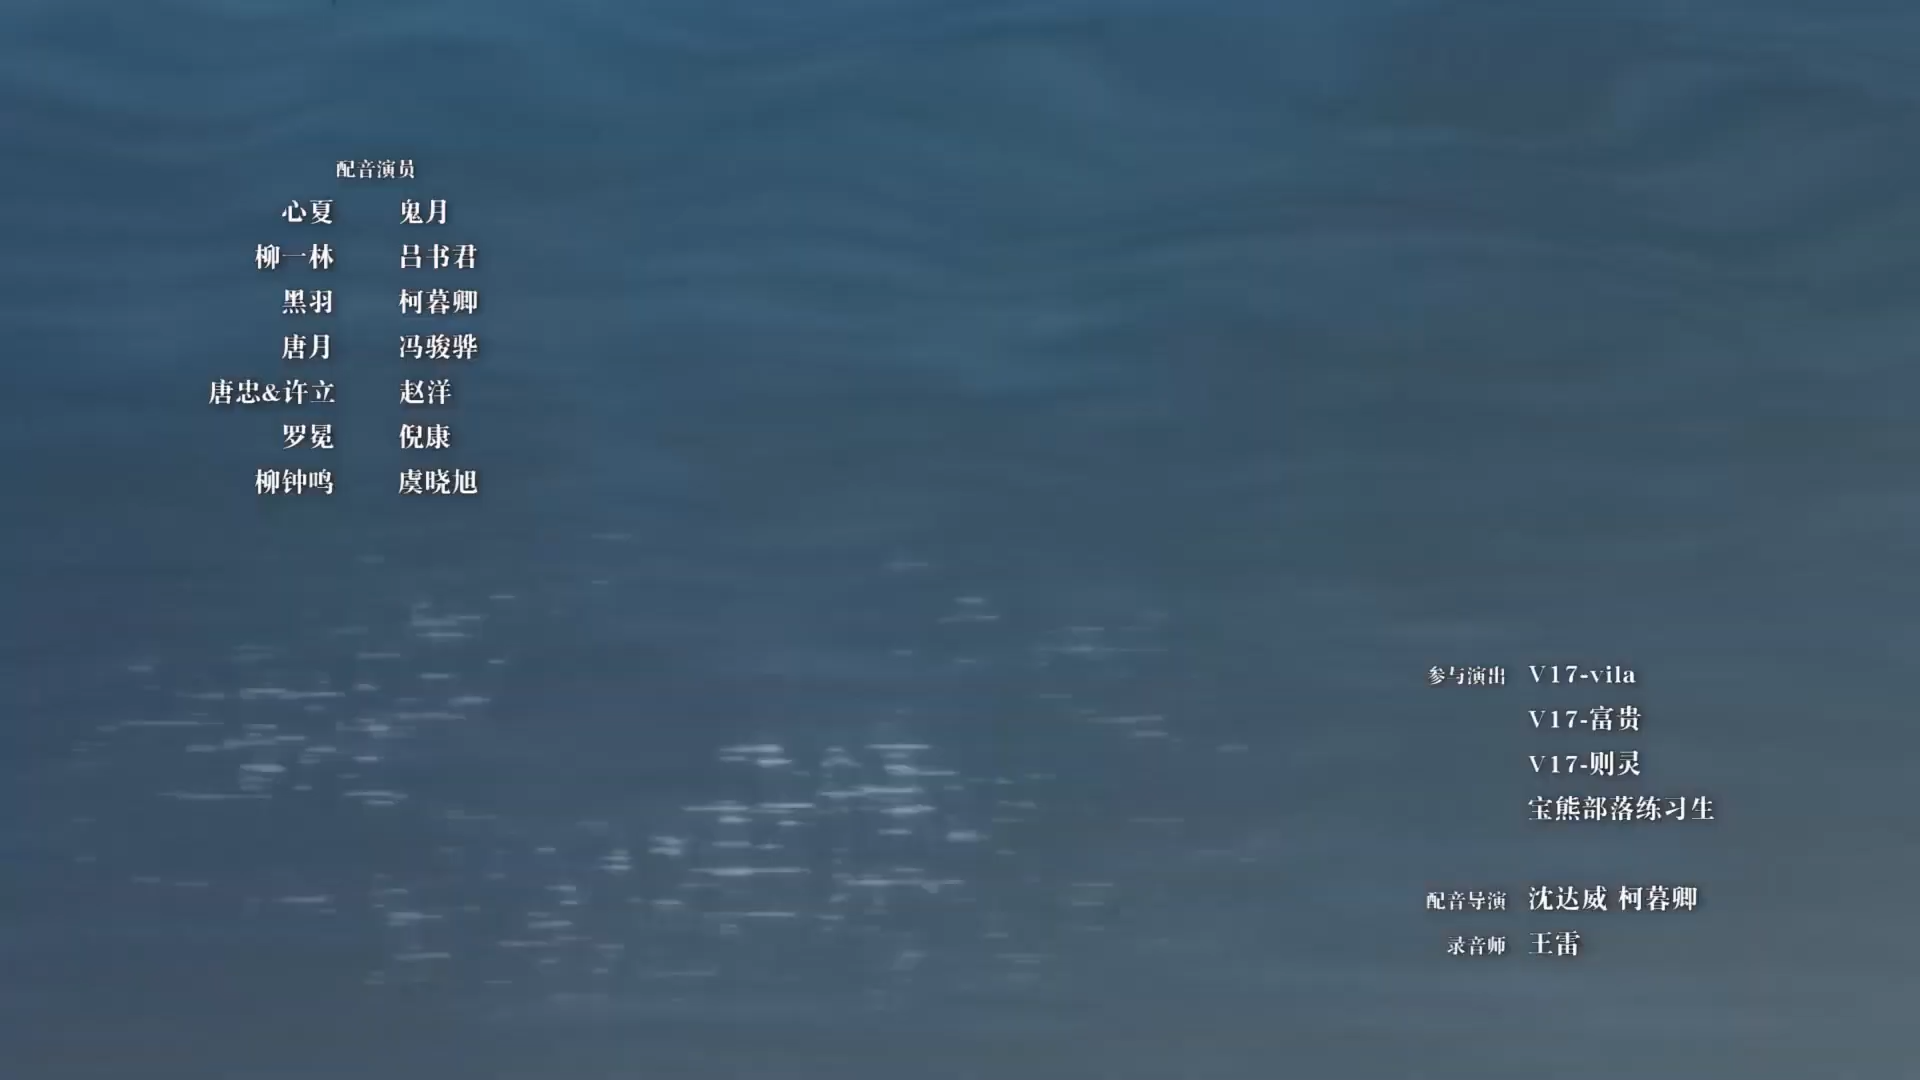 配音演员
心夏 鬼月
柳一林 吕书君
黑羽 柯暮卿
唐月 冯骏骅
唐忠&许立 赵洋
罗冕 倪康
柳钟鸣 虞晓旭
参与演出 V17-vila
V17-富贵
V17-则灵
宝熊部落练习生
配音导演 沈达威 柯暮卿
录音师 王雷